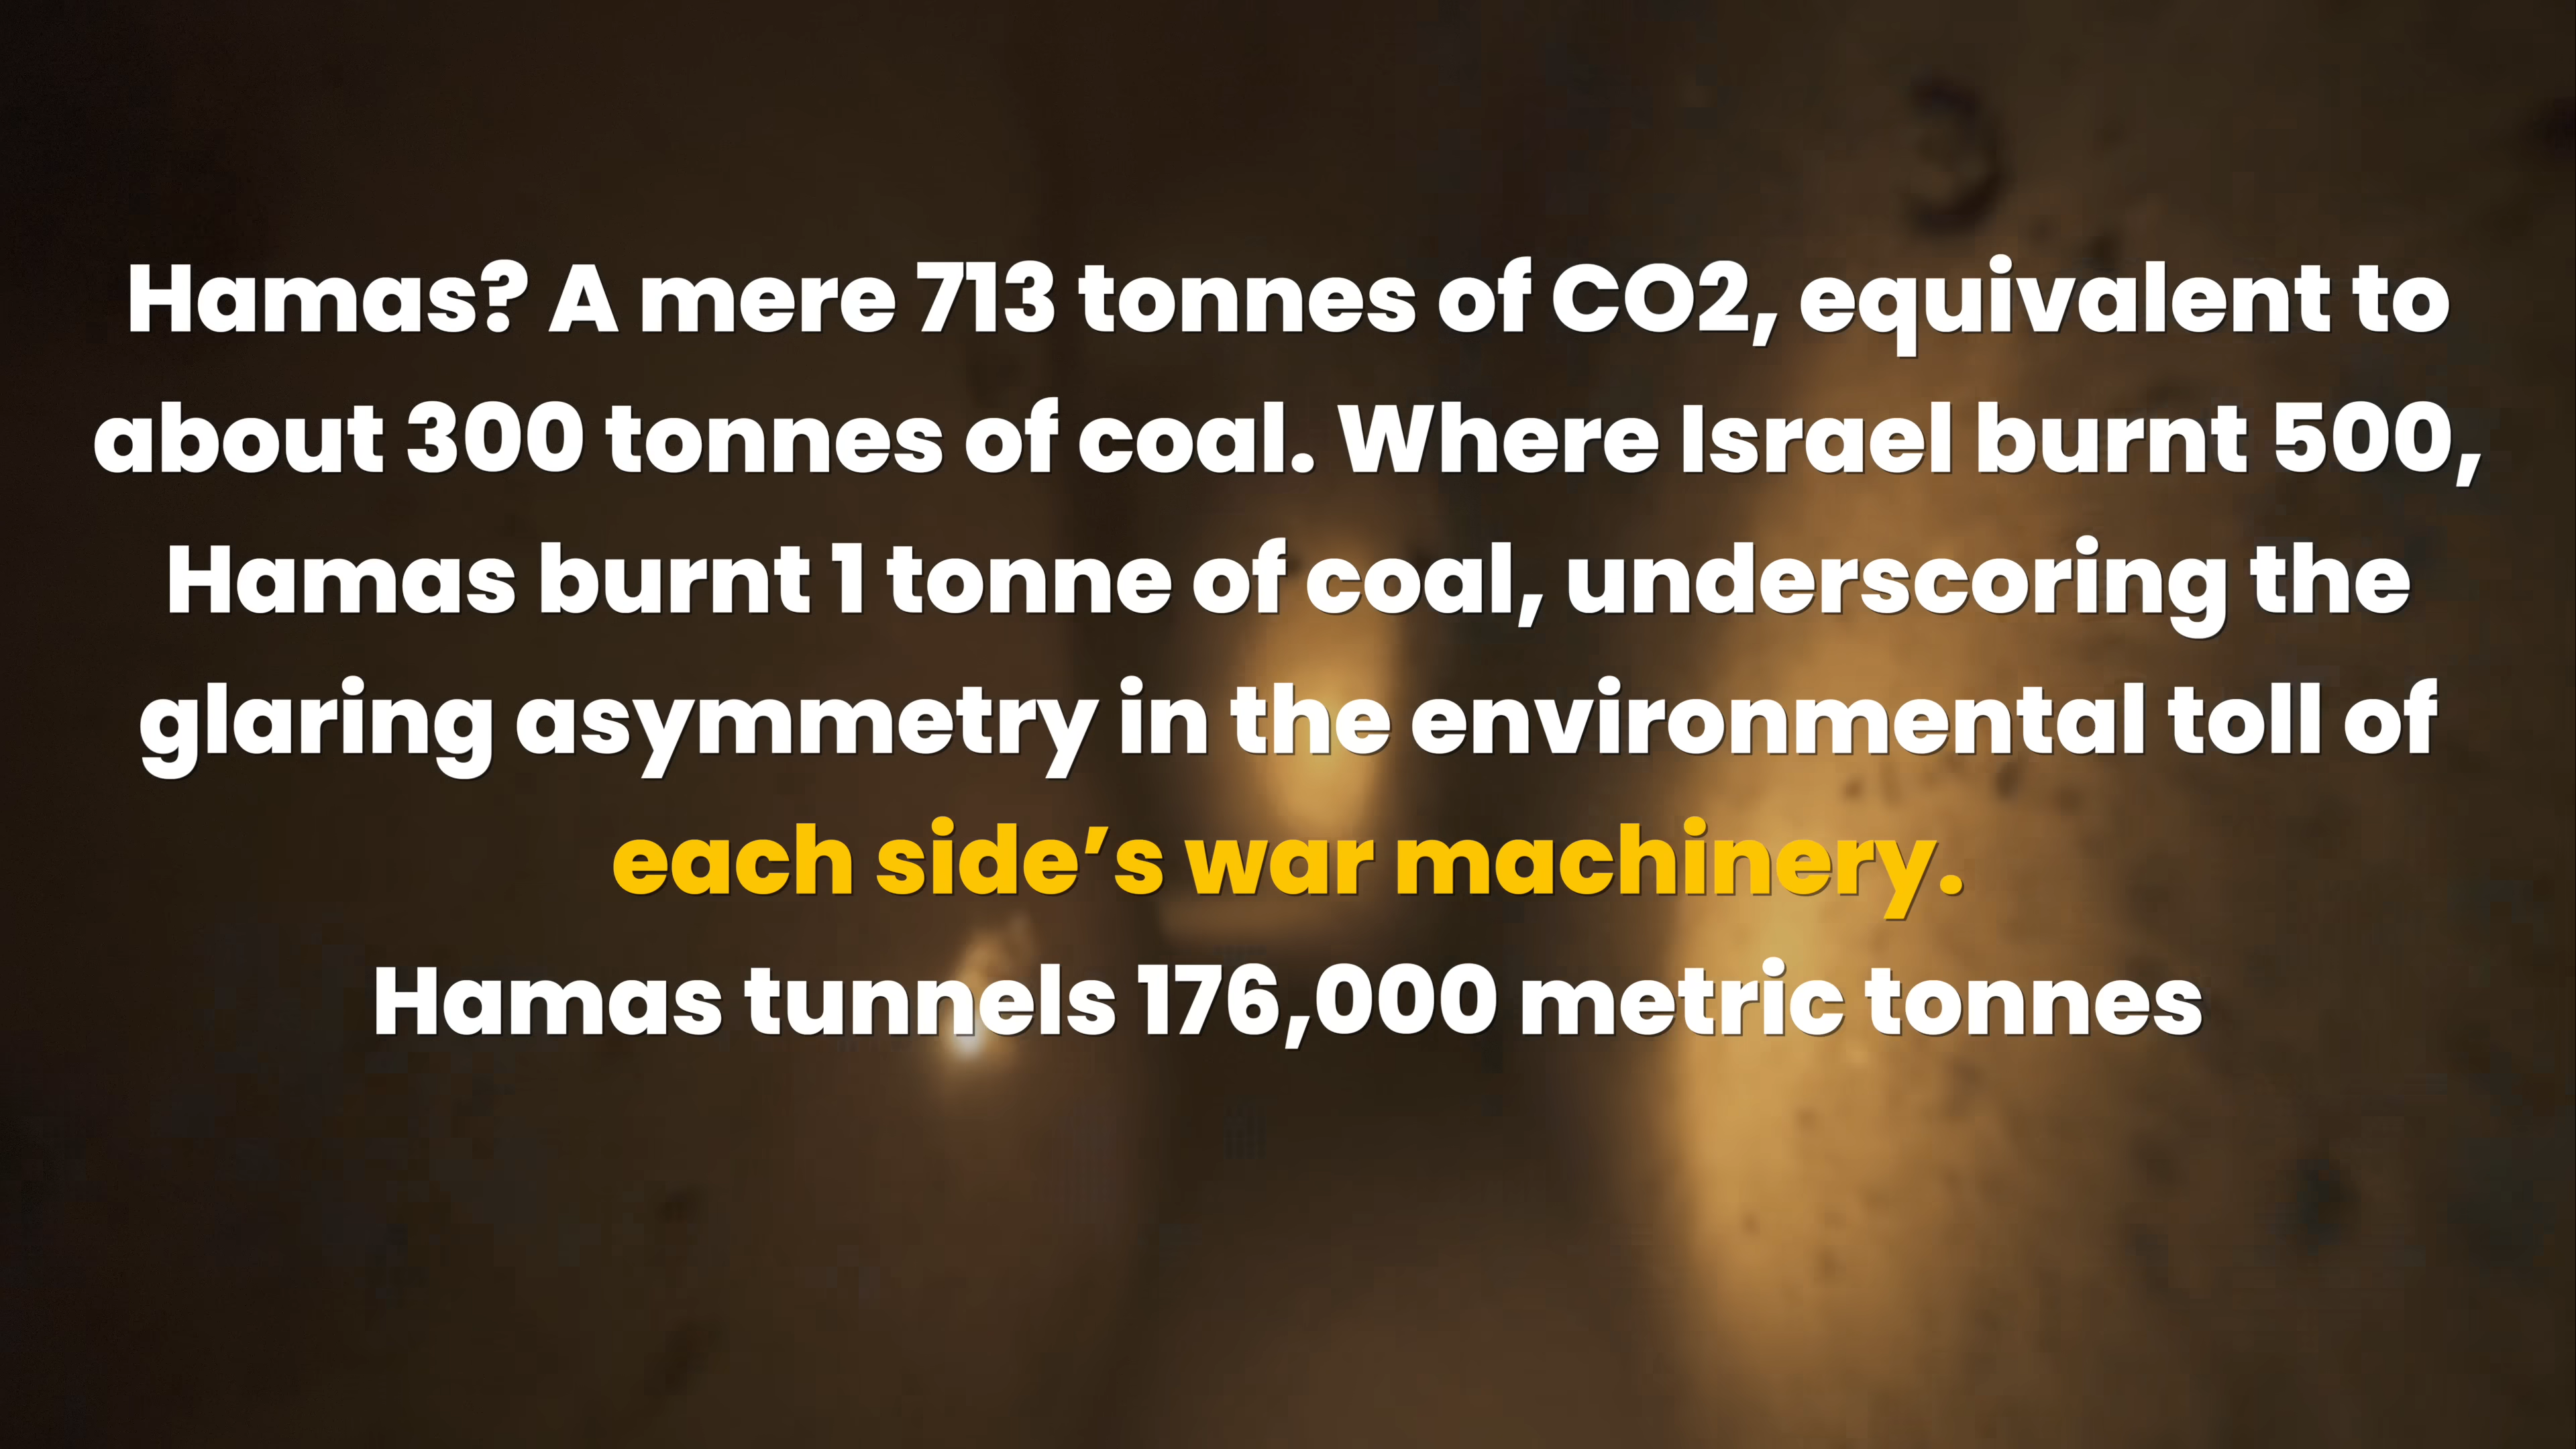 Hamas? A mere 713 tonnes of CO2, equivalent to
about 300 tonnes of coal. Where Israel burnt 500,
Hamas burnt 1 tonne of coal, underscoring the
glaring asymmetry in the environmental toll of
each side’s war machinery.
Hamas tunnels 176,000 metric tonnes